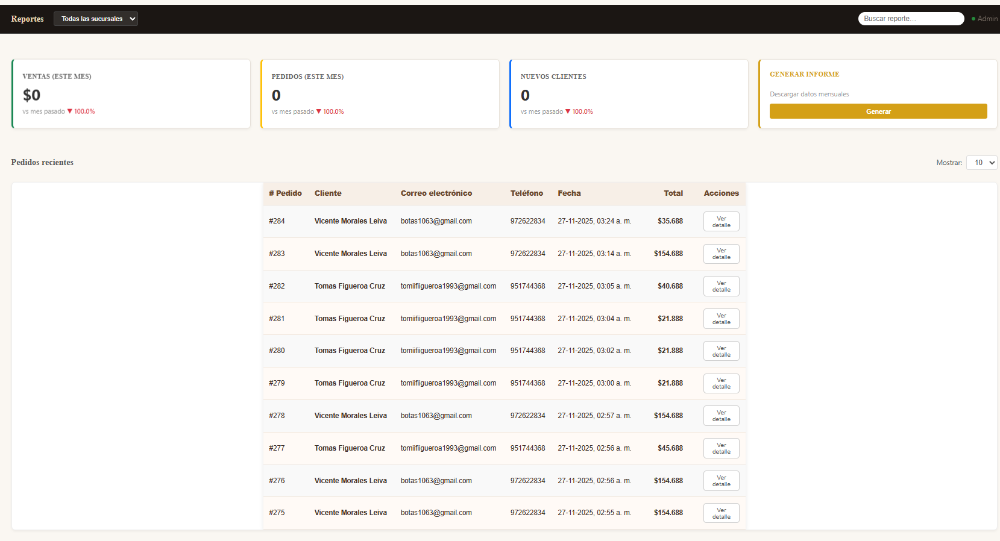 Reportes Todas las sucursales Buscar reporte... Admin
VENTAS (ESTE MES)
$0
vs mes pasado ▼ 100.0%
PEDIDOS (ESTE MES)
0
vs mes pasado ▼ 100.0%
NUEVOS CLIENTES
0
vs mes pasado ▼ 100.0%
GENERAR INFORME
Descargar datos mensuales
Generar
Pedidos recientes Mostrar: 10
# Pedido Cliente Correo electrónico Teléfono Fecha Total Acciones
#284 Vicente Morales Leiva botas1063@gmail.com 972622834 27-11-2025, 03:24 a. m. $35.688 Ver detalle
#283 Vicente Morales Leiva botas1063@gmail.com 972622834 27-11-2025, 03:14 a. m. $154.688 Ver detalle
#282 Tomas Figueroa Cruz tomiifiigueroa1993@gmail.com 951744368 27-11-2025, 03:05 a. m. $40.688 Ver detalle
#281 Tomas Figueroa Cruz tomiifiigueroa1993@gmail.com 951744368 27-11-2025, 03:04 a. m. $21.888 Ver detalle
#280 Tomas Figueroa Cruz tomiifiigueroa1993@gmail.com 951744368 27-11-2025, 03:02 a. m. $21.888 Ver detalle
#279 Tomas Figueroa Cruz tomiifiigueroa1993@gmail.com 951744368 27-11-2025, 03:00 a. m. $21.888 Ver detalle
#278 Vicente Morales Leiva botas1063@gmail.com 972622834 27-11-2025, 02:57 a. m. $154.688 Ver detalle
#277 Tomas Figueroa Cruz tomiifiigueroa1993@gmail.com 951744368 27-11-2025, 02:56 a. m. $45.688 Ver detalle
#276 Vicente Morales Leiva botas1063@gmail.com 972622834 27-11-2025, 02:56 a. m. $154.688 Ver detalle
#275 Vicente Morales Leiva botas1063@gmail.com 972622834 27-11-2025, 02:55 a. m. $154.688 Ver detalle